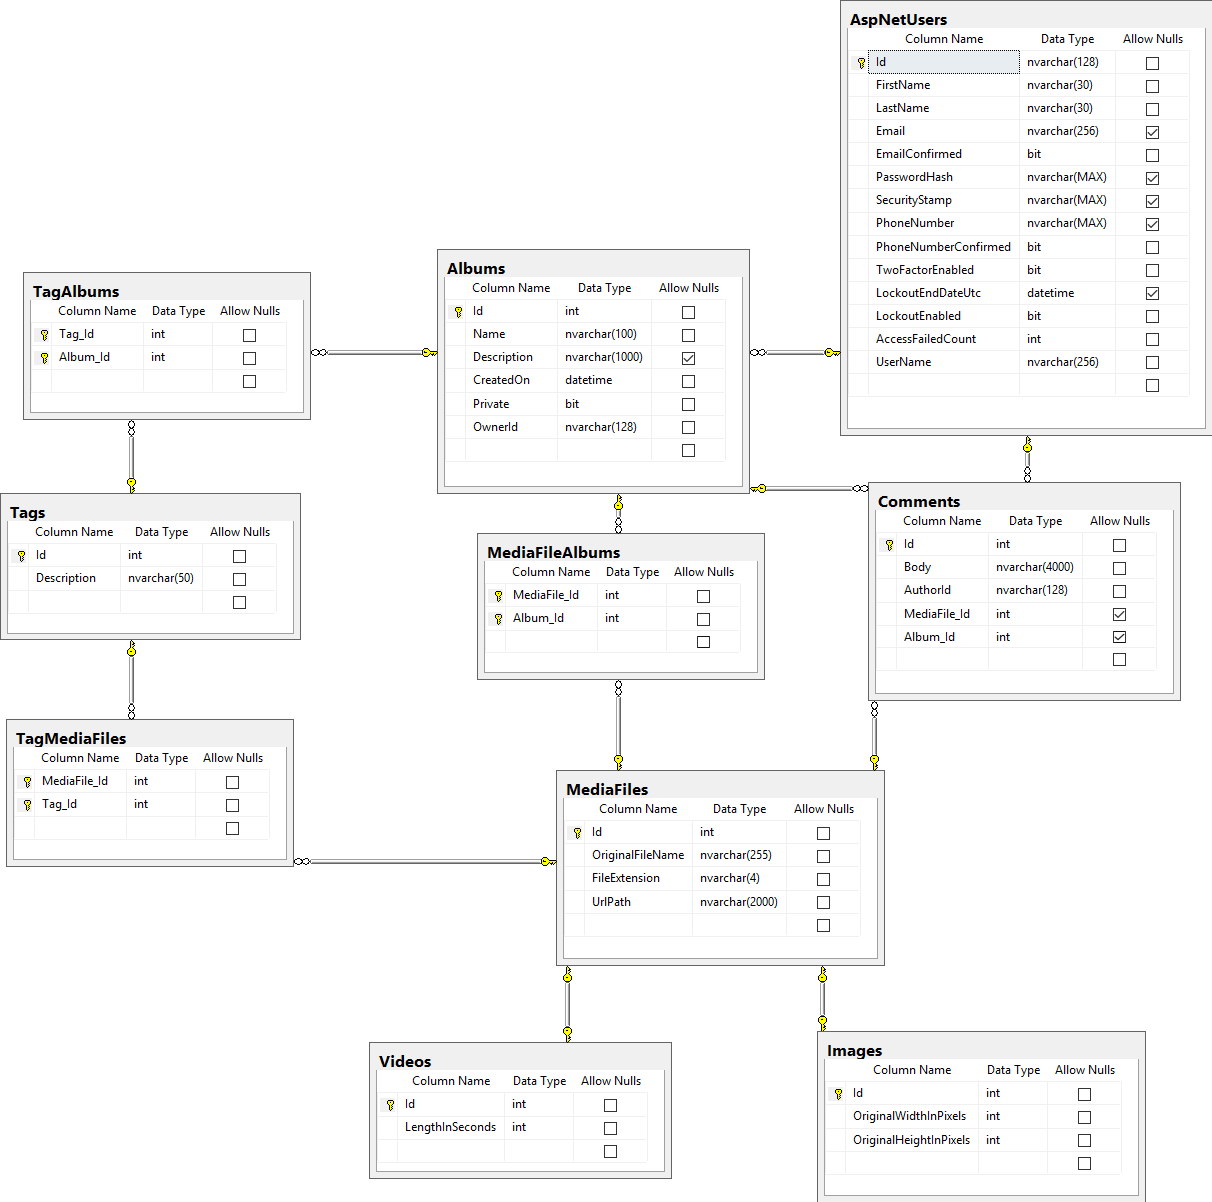 AspNetUsers
Column Name Data Type Allow Nulls
Id nvarchar(128)
FirstName nvarchar(30)
LastName nvarchar(30)
Email nvarchar(256)
EmailConfirmed bit
PasswordHash nvarchar(MAX)
SecurityStamp nvarchar(MAX)
PhoneNumber nvarchar(MAX)
PhoneNumberConfirmed bit
TwoFactorEnabled bit
LockoutEndDateUtc datetime
LockoutEnabled bit
AccessFailedCount int
UserName nvarchar(256)
Albums
Column Name Data Type Allow Nulls
Id int
Name nvarchar(100)
Description nvarchar(1000)
CreatedOn datetime
Private bit
OwnerId nvarchar(128)
TagAlbums
Column Name Data Type Allow Nulls
Tag_Id int
Album_Id int
Tags
Column Name Data Type Allow Nulls
Id int
Description nvarchar(50)
MediaFileAlbums
Column Name Data Type Allow Nulls
MediaFile_Id int
Album_Id int
Comments
Column Name Data Type Allow Nulls
Id int
Body nvarchar(4000)
AuthorId nvarchar(128)
MediaFile_Id int
Album_Id int
TagMediaFiles
Column Name Data Type Allow Nulls
MediaFile_Id int
Tag_Id int
MediaFiles
Column Name Data Type Allow Nulls
Id int
OriginalFileName nvarchar(255)
FileExtension nvarchar(4)
UrlPath nvarchar(2000)
Videos
Column Name Data Type Allow Nulls
Id int
LengthInSeconds int
Images
Column Name Data Type Allow Nulls
Id int
OriginalWidthInPixels int
OriginalHeightInPixels int